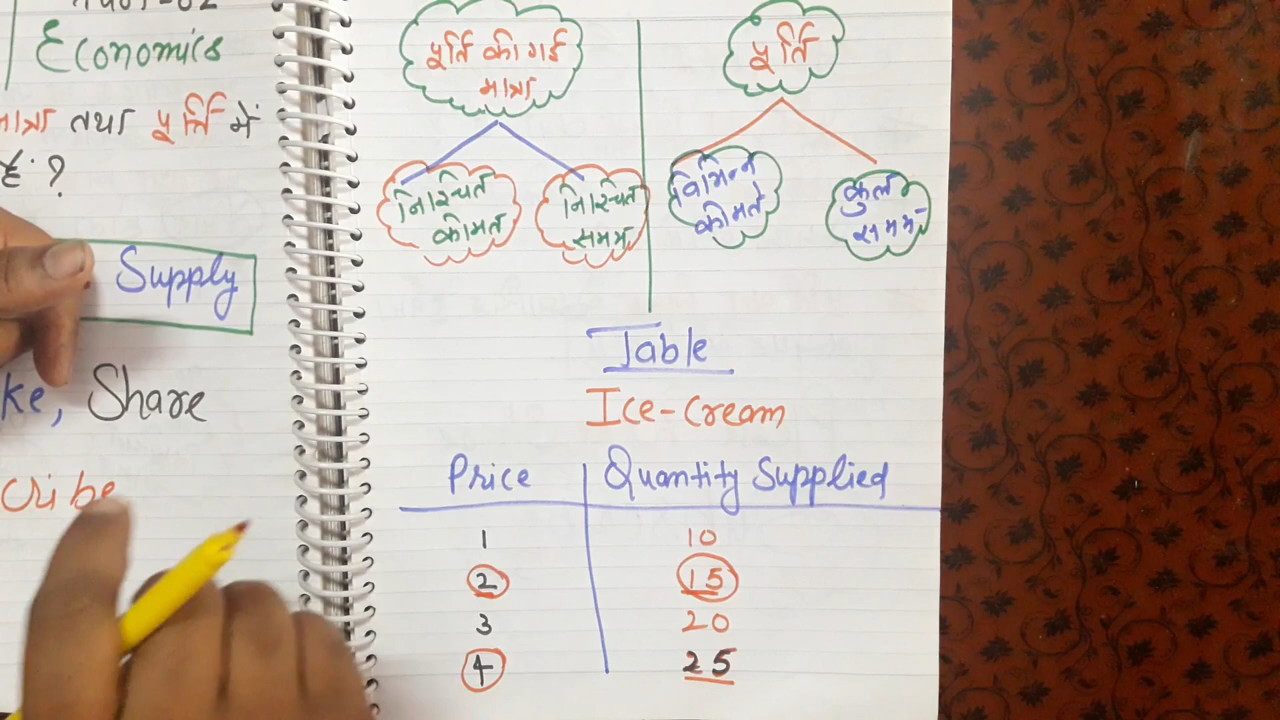 Economics
मात्रा तथा पूर्ति में
है ?
Supply
ke, Share
cribe
पूर्ति की गई
मात्रा
निश्चित
कीमत
निश्चित
समय
पूर्ति
विभिन्न
कीमतें
कुल
समय
Table
Ice-Cream
Price Quantity Supplied
1 10
2 15
3 20
4 25